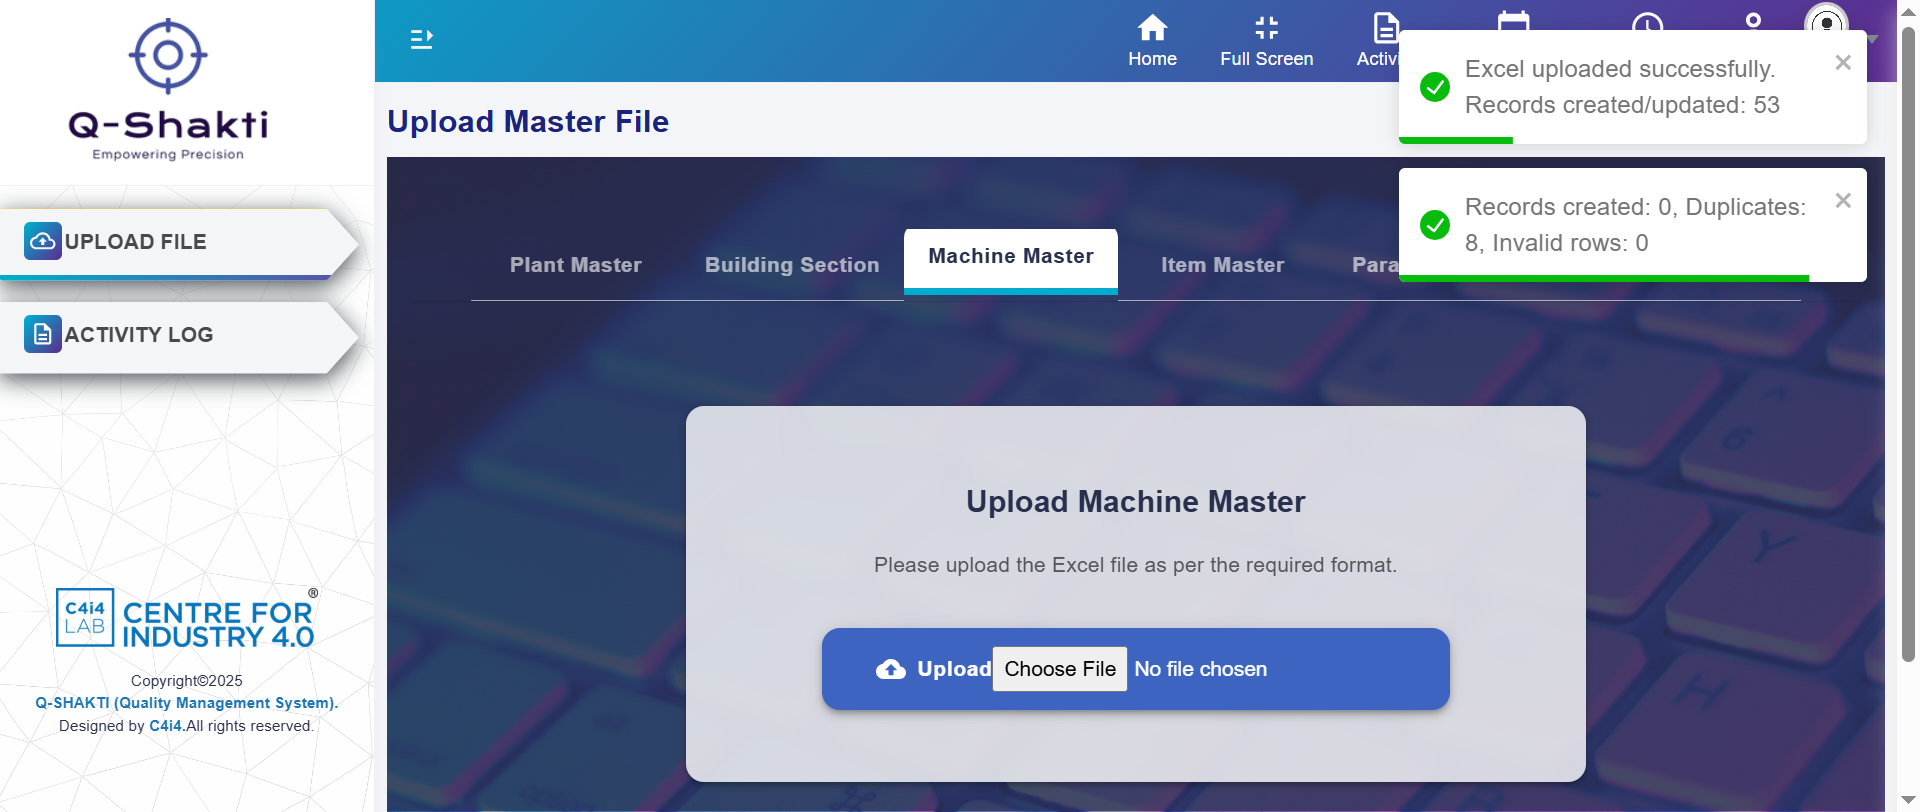 Q-Shakti
Empowering Precision
UPLOAD FILE
ACTIVITY LOG
C4i4
LAB
CENTRE FOR
INDUSTRY 4.0
®
Copyright©2025
Q-SHAKTI (Quality Management System).
Designed by C4i4.All rights reserved.
Home
Full Screen
Upload Master File
Excel uploaded successfully.
Records created/updated: 53
Records created: 0, Duplicates:
8, Invalid rows: 0
Plant Master
Building Section
Machine Master
Item Master
Upload Machine Master
Please upload the Excel file as per the required format.
Upload Choose File No file chosen